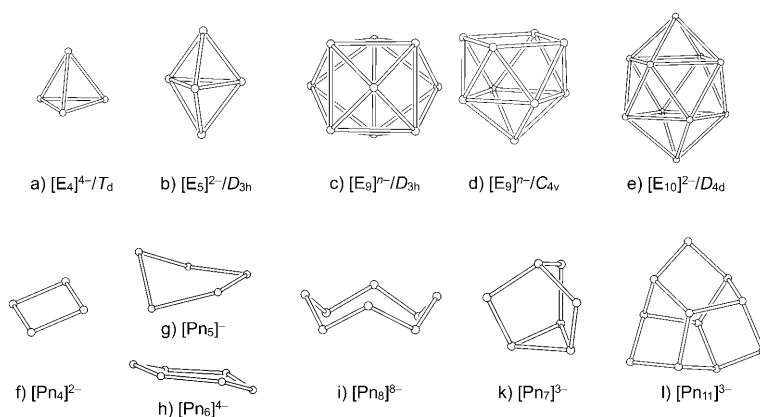 a) [E₄]⁴⁻/Td
b) [E₅]²⁻/D₃ₕ
c) [E₉]ⁿ⁻/D₃ₕ
d) [E₉]ⁿ⁻/C₄ᵥ
e) [E₁₀]²⁻/D₄d
f) [Pn₄]²⁻
g) [Pn₅]⁻
h) [Pn₆]⁴⁻
i) [Pn₈]⁸⁻
k) [Pn₇]³⁻
l) [Pn₁₁]³⁻